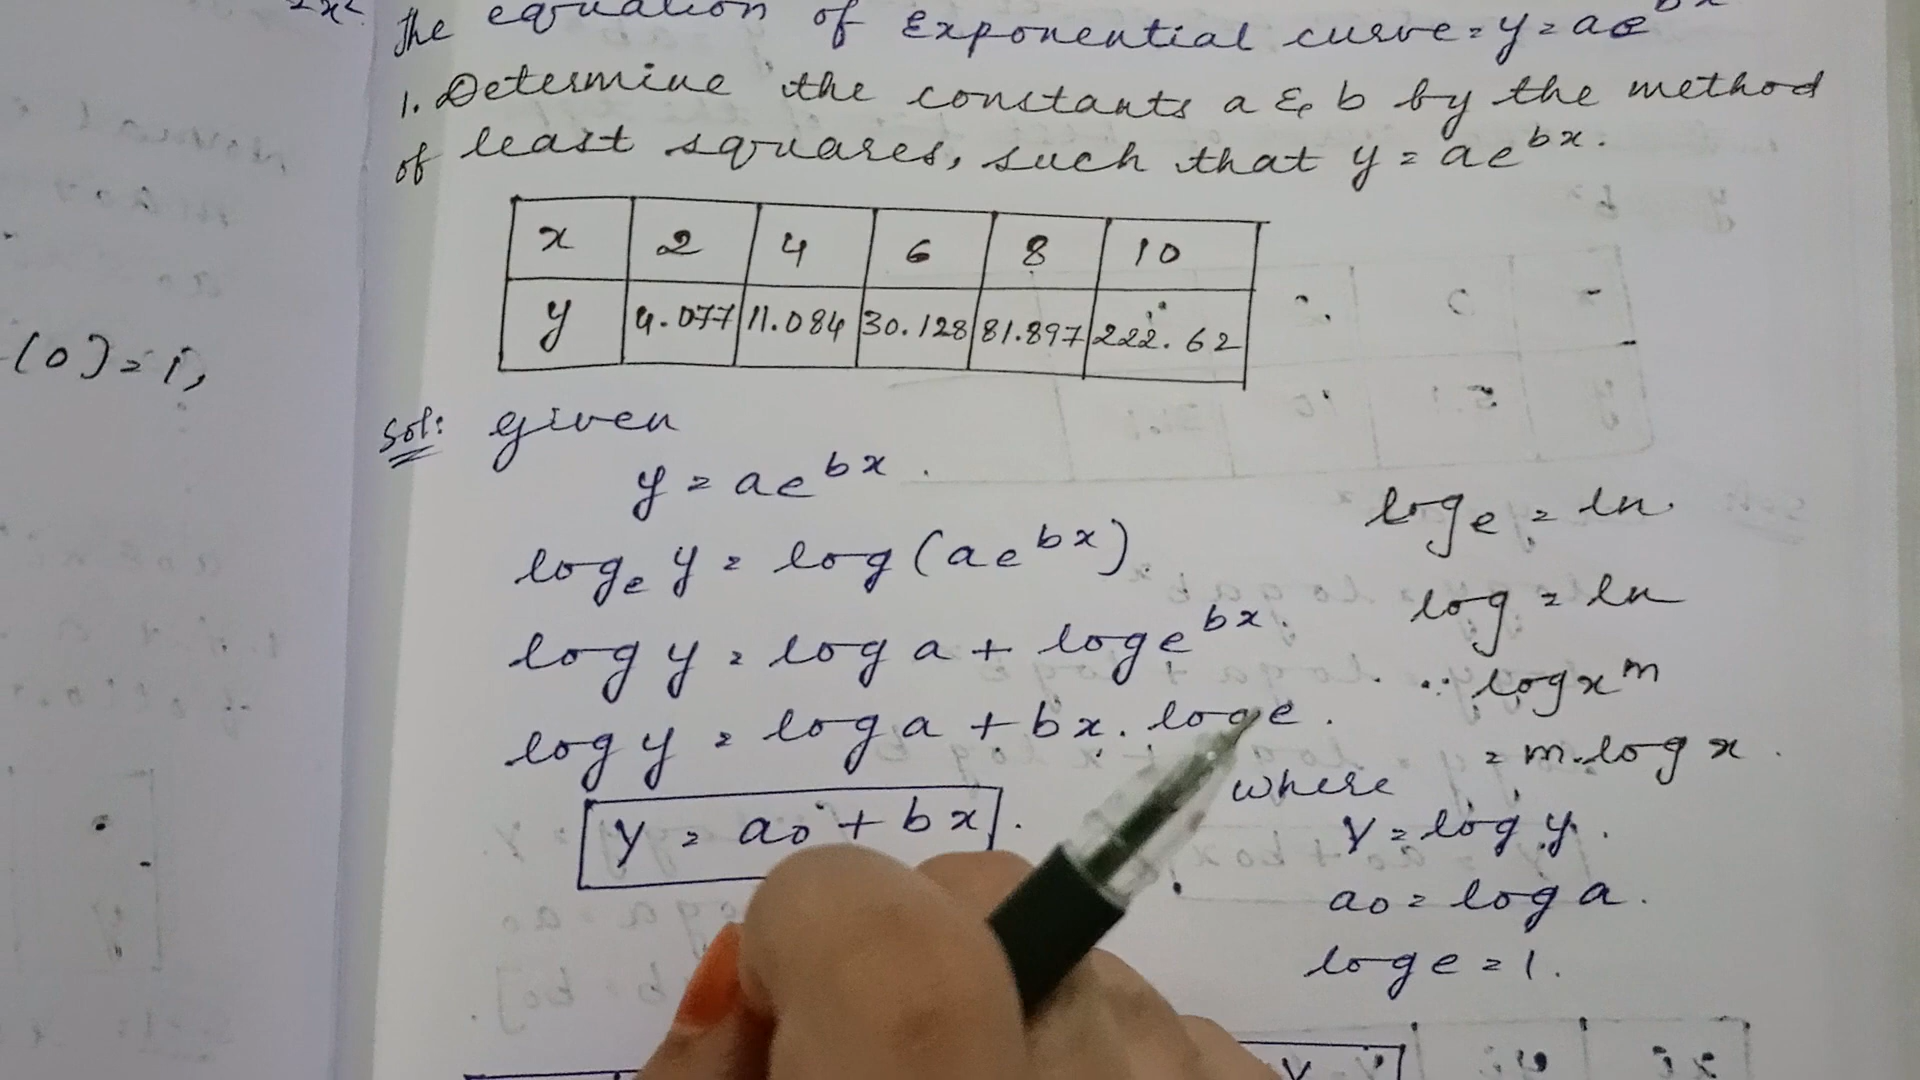 The equation of Exponential curve = y = ae^bx
1. Determine the constants a & b by the method
of least squares, such that y = ae^bx.
x 2 4 6 8 10
y 4.077 11.084 30.128 81.897 222.62
(0) = 1,
Sol: given
y = ae^bx.
log_e y = log (ae^bx)
log_e = ln.
log = ln
log y = log a + log e^bx.
∵ log x^m
= m.log x.
log y = log a + bx. log e.
where
Y = log y.
Y = a0 + bx.
a0 = log a.
log e = 1.